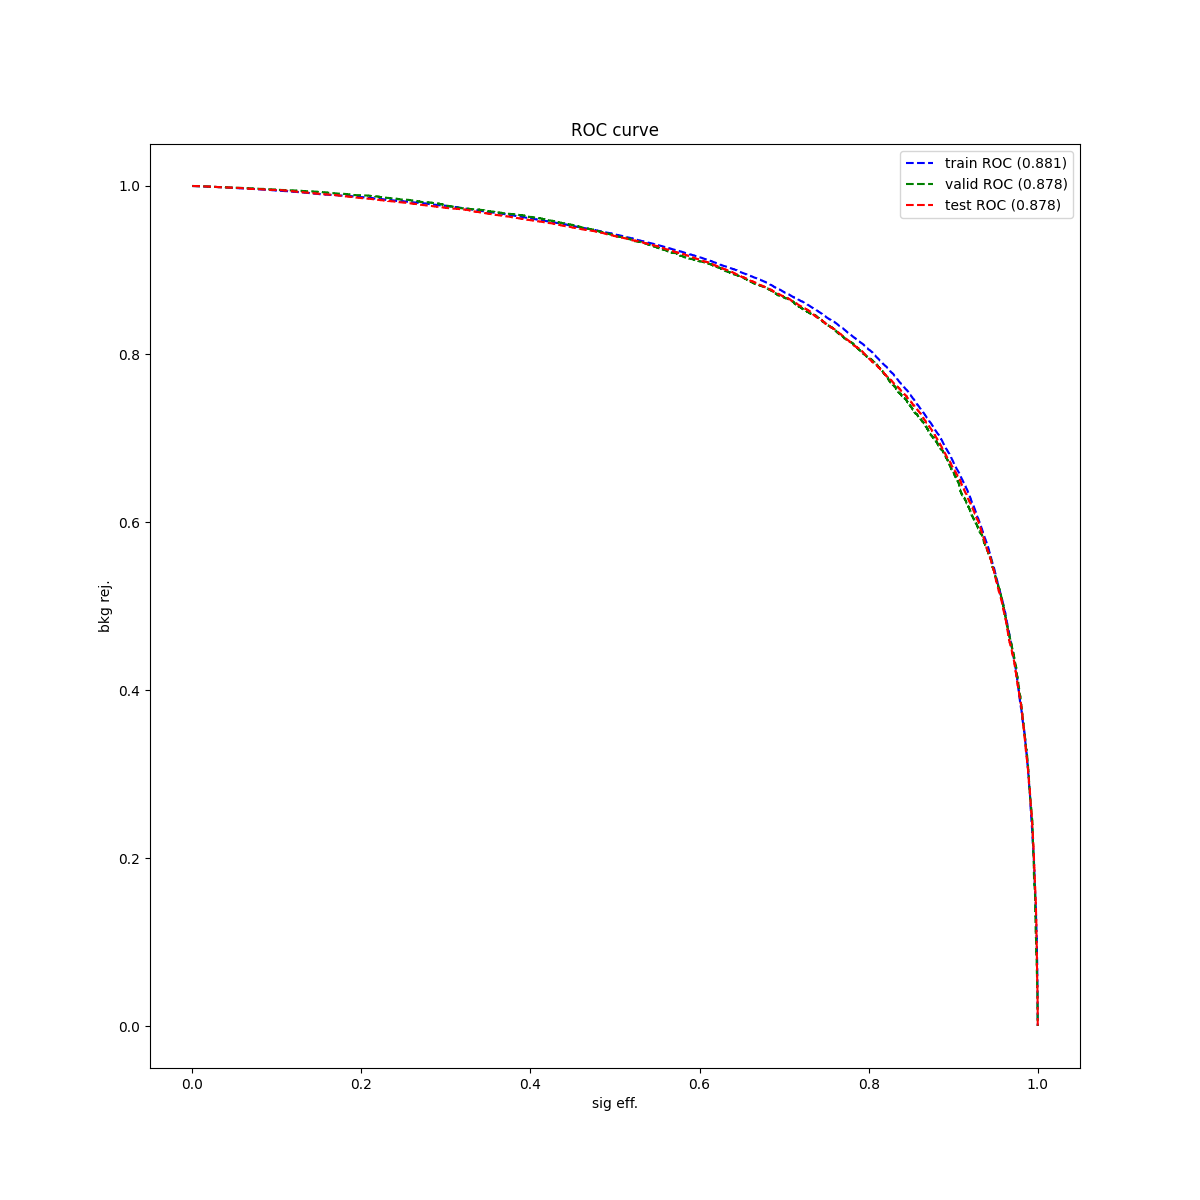 ROC curve
train ROC (0.881)
valid ROC (0.878)
test ROC (0.878)
1.0
0.8
0.6
0.4
0.2
0.0
bkg rej.
0.0 0.2 0.4 0.6 0.8 1.0
sig eff.